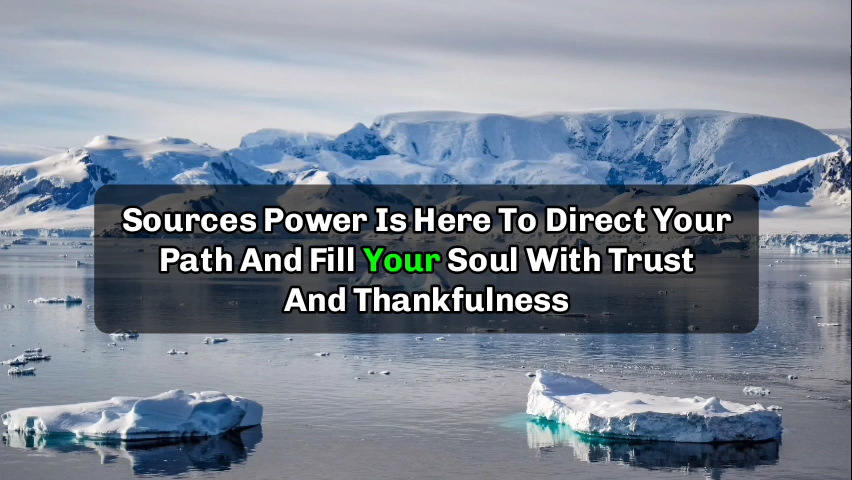 Sources Power Is Here To Direct Your
Path And Fill Your Soul With Trust
And Thankfulness